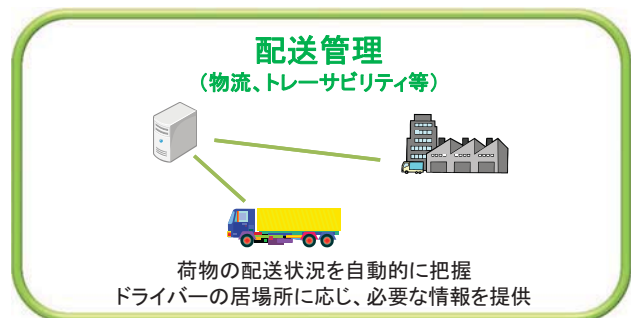 配送管理
（物流、トレーサビリティ等）
荷物の配送状況を自動的に把握
ドライバーの居場所に応じ、必要な情報を提供